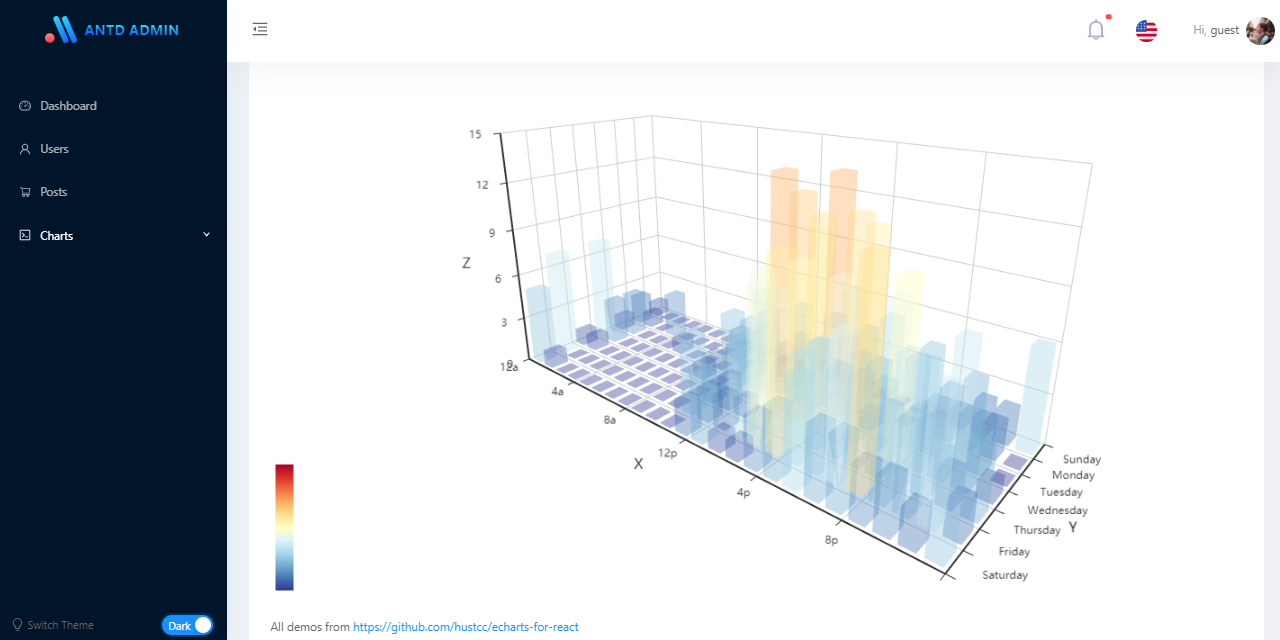 ANTD ADMIN
Hi, guest
Dashboard
Users
Posts
Charts
15
12
9
6
3
0
Z
12a
4a
8a
12p
4p
8p
X
Sunday
Monday
Tuesday
Wednesday
Thursday
Friday
Saturday
Y
Switch Theme
Dark
All demos from https://github.com/hustcc/echarts-for-react